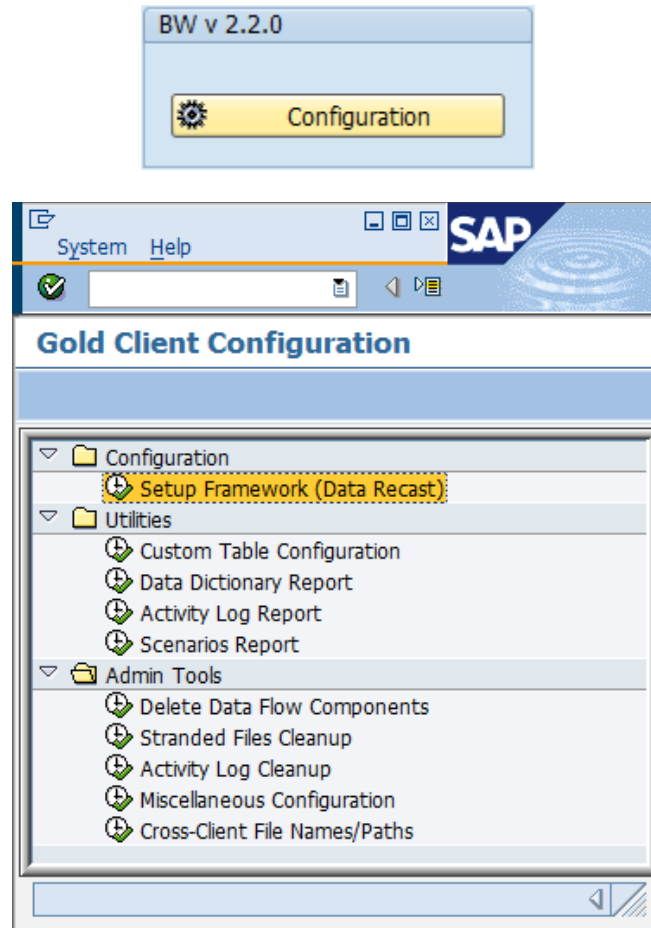 BW v 2.2.0
Configuration
System Help
SAP
Gold Client Configuration
Configuration
Setup Framework (Data Recast)
Utilities
Custom Table Configuration
Data Dictionary Report
Activity Log Report
Scenarios Report
Admin Tools
Delete Data Flow Components
Stranded Files Cleanup
Activity Log Cleanup
Miscellaneous Configuration
Cross-Client File Names/Paths